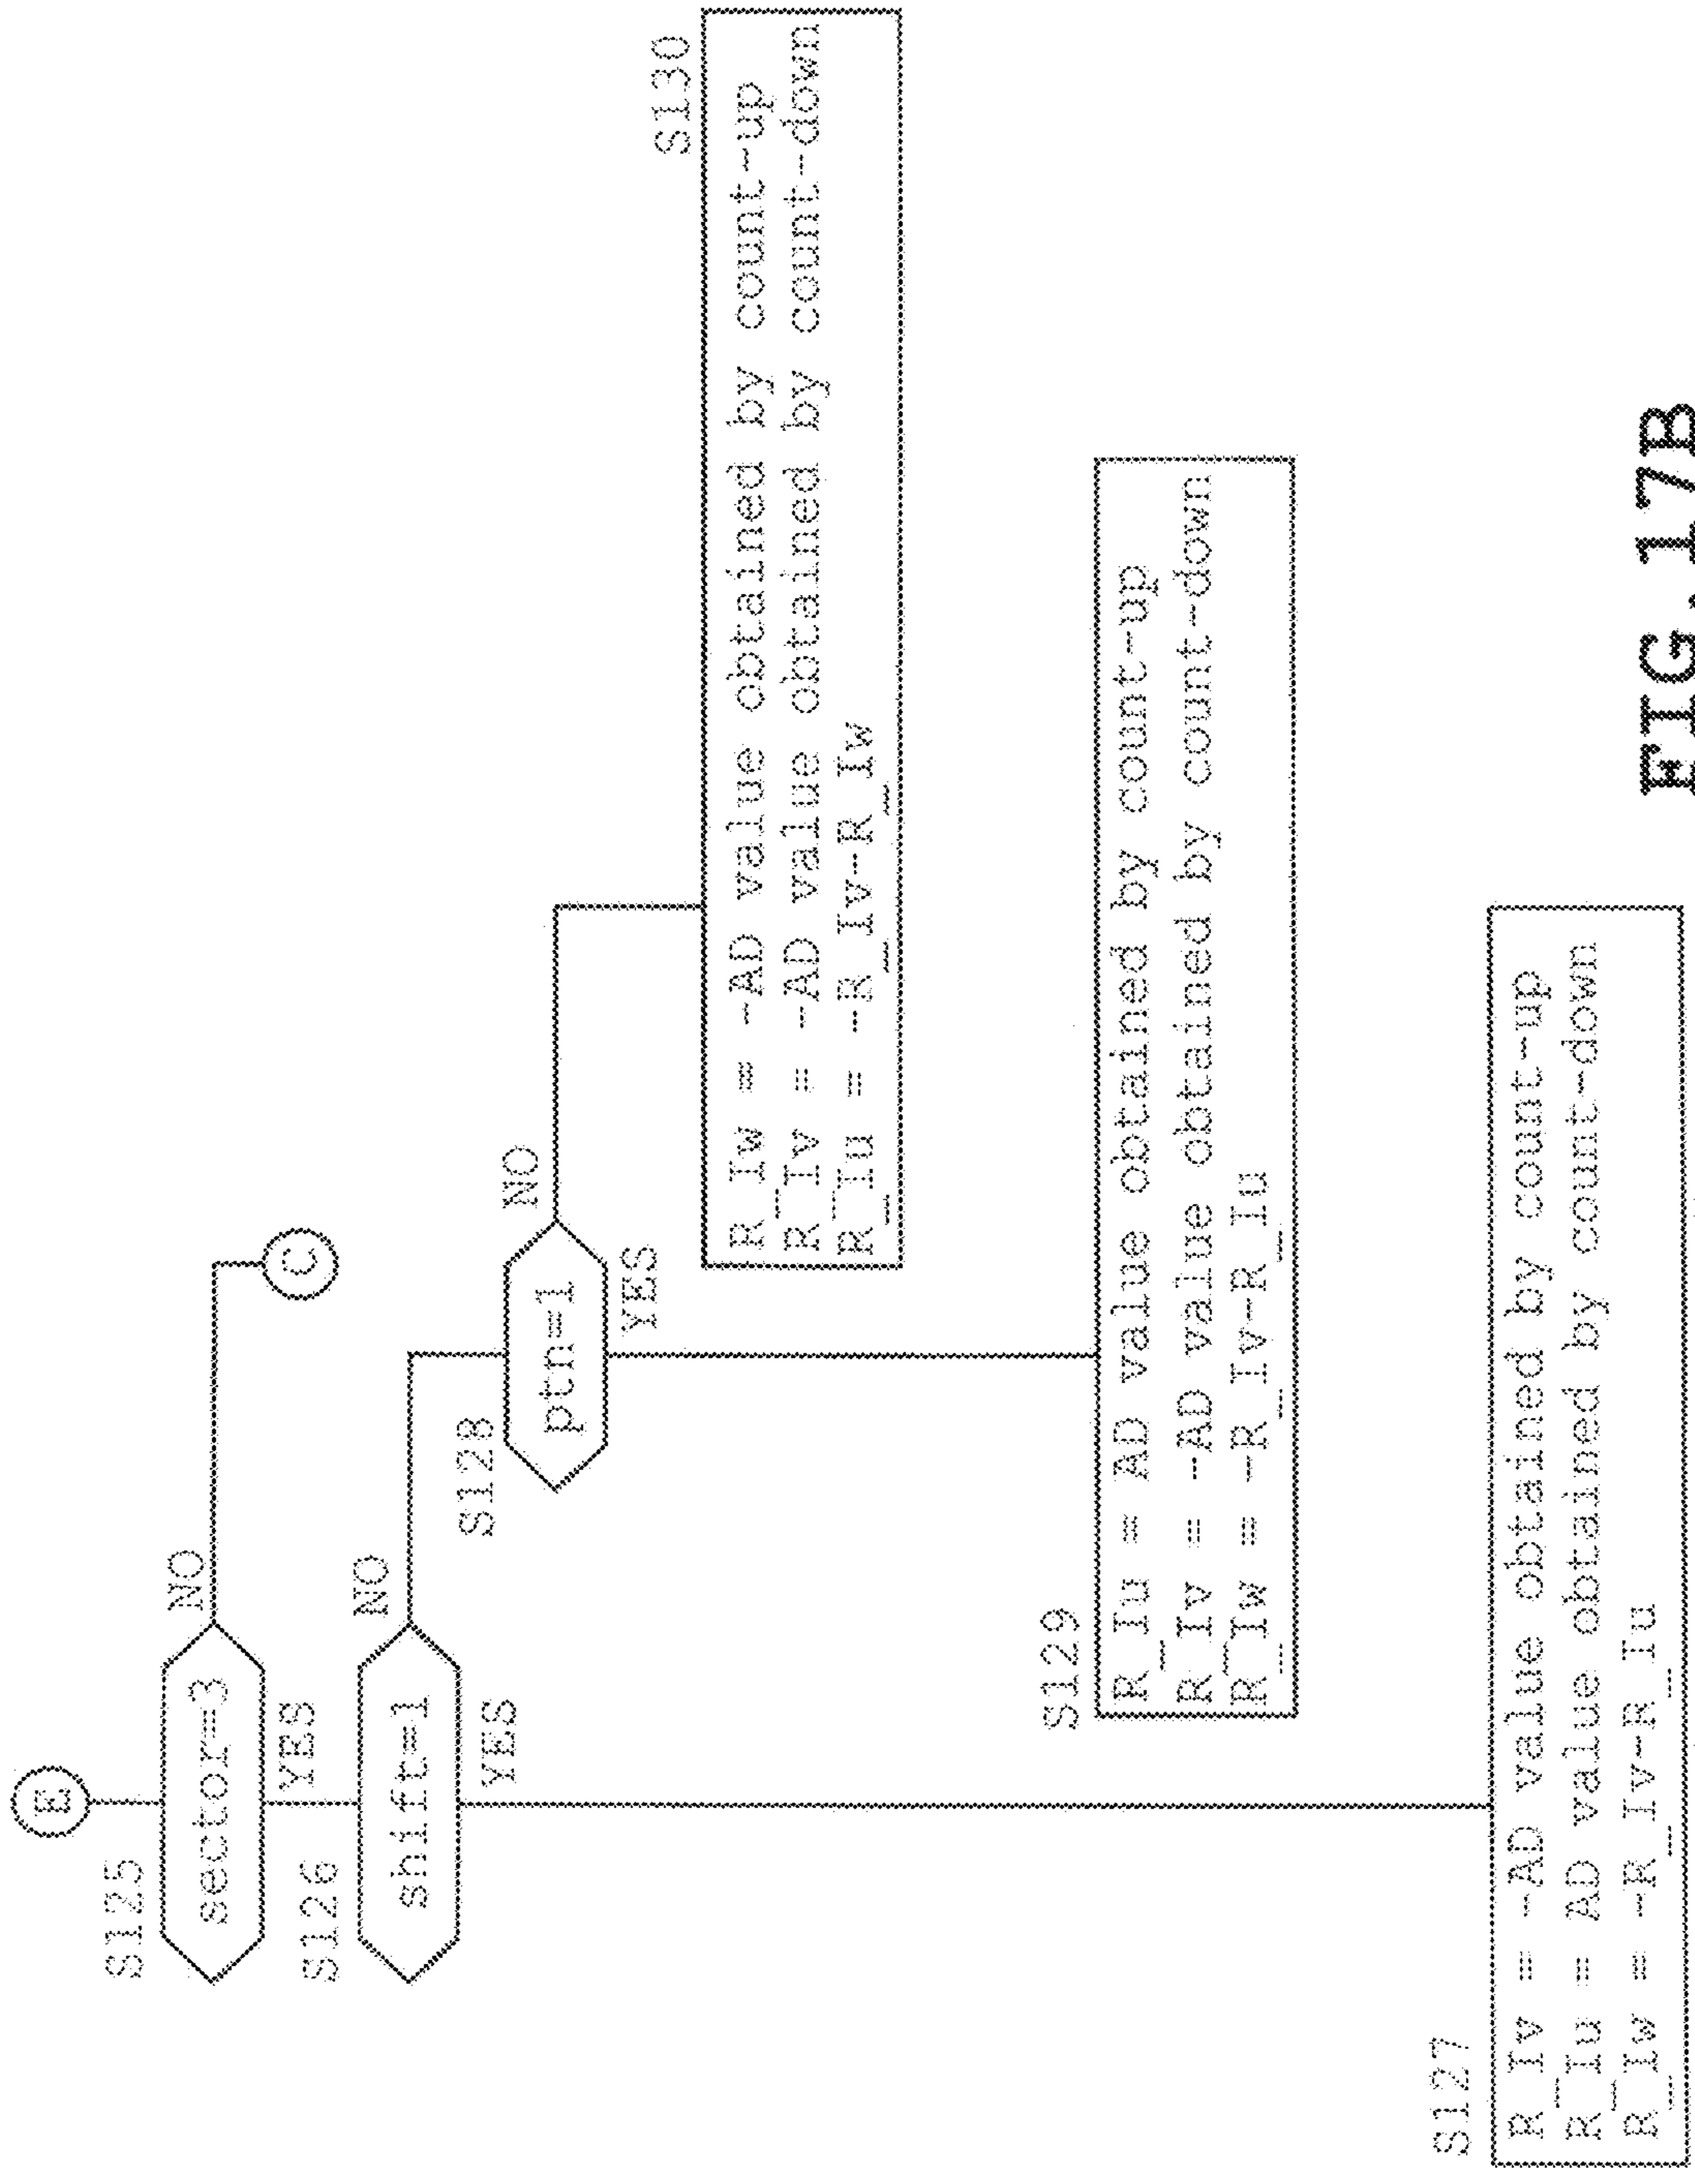 E
S125
sector=3
NO
C
YES
S126
shift=1
NO
YES
S128
ptn=1
NO
YES
S130
R_Iw = -AD value obtained by count-up
R_Iv = -AD value obtained by count-down
R_Iu = -R_Iv-R_Iw
S129
R_Iu = AD value obtained by count-up
R_Iv = -AD value obtained by count-down
R_Iw = -R_Iv-R_Iu
S127
R_Iv = -AD value obtained by count-up
R_Iu = AD value obtained by count-down
R_Iw = -R_Iv-R_Iu
FIG.17B